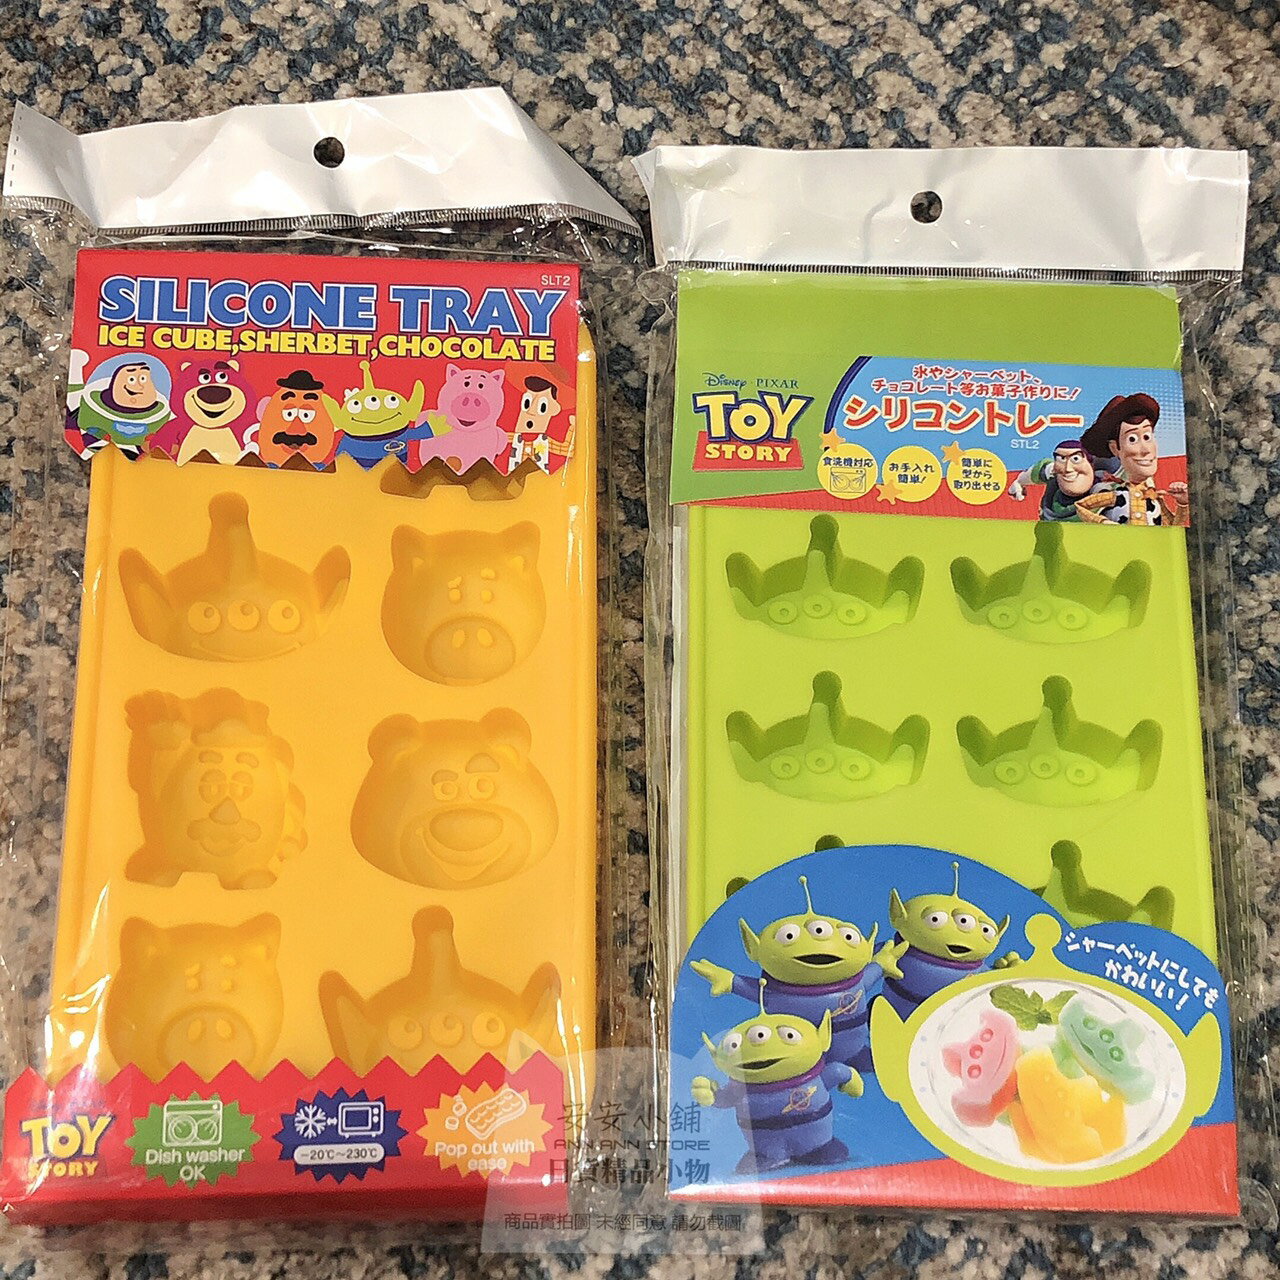 SLT2
SILICONE TRAY
ICE CUBE,SHERBET,CHOCOLATE
TOY
STORY
Dish washer
OK
−20℃~230℃
Pop out with
ease
Disney PIXAR
TOY
STORY
氷やシャーベット、
チョコレート等お菓子作りに!
シリコントレー
STL2
食洗機対応
お手入れ
簡単!
簡単に
型から
取り出せる
シャーベットにしても
かわいい!
安安小舖
ANN ANN STORE
日貨精品小物
商品實拍圖 未經同意 請勿截圖